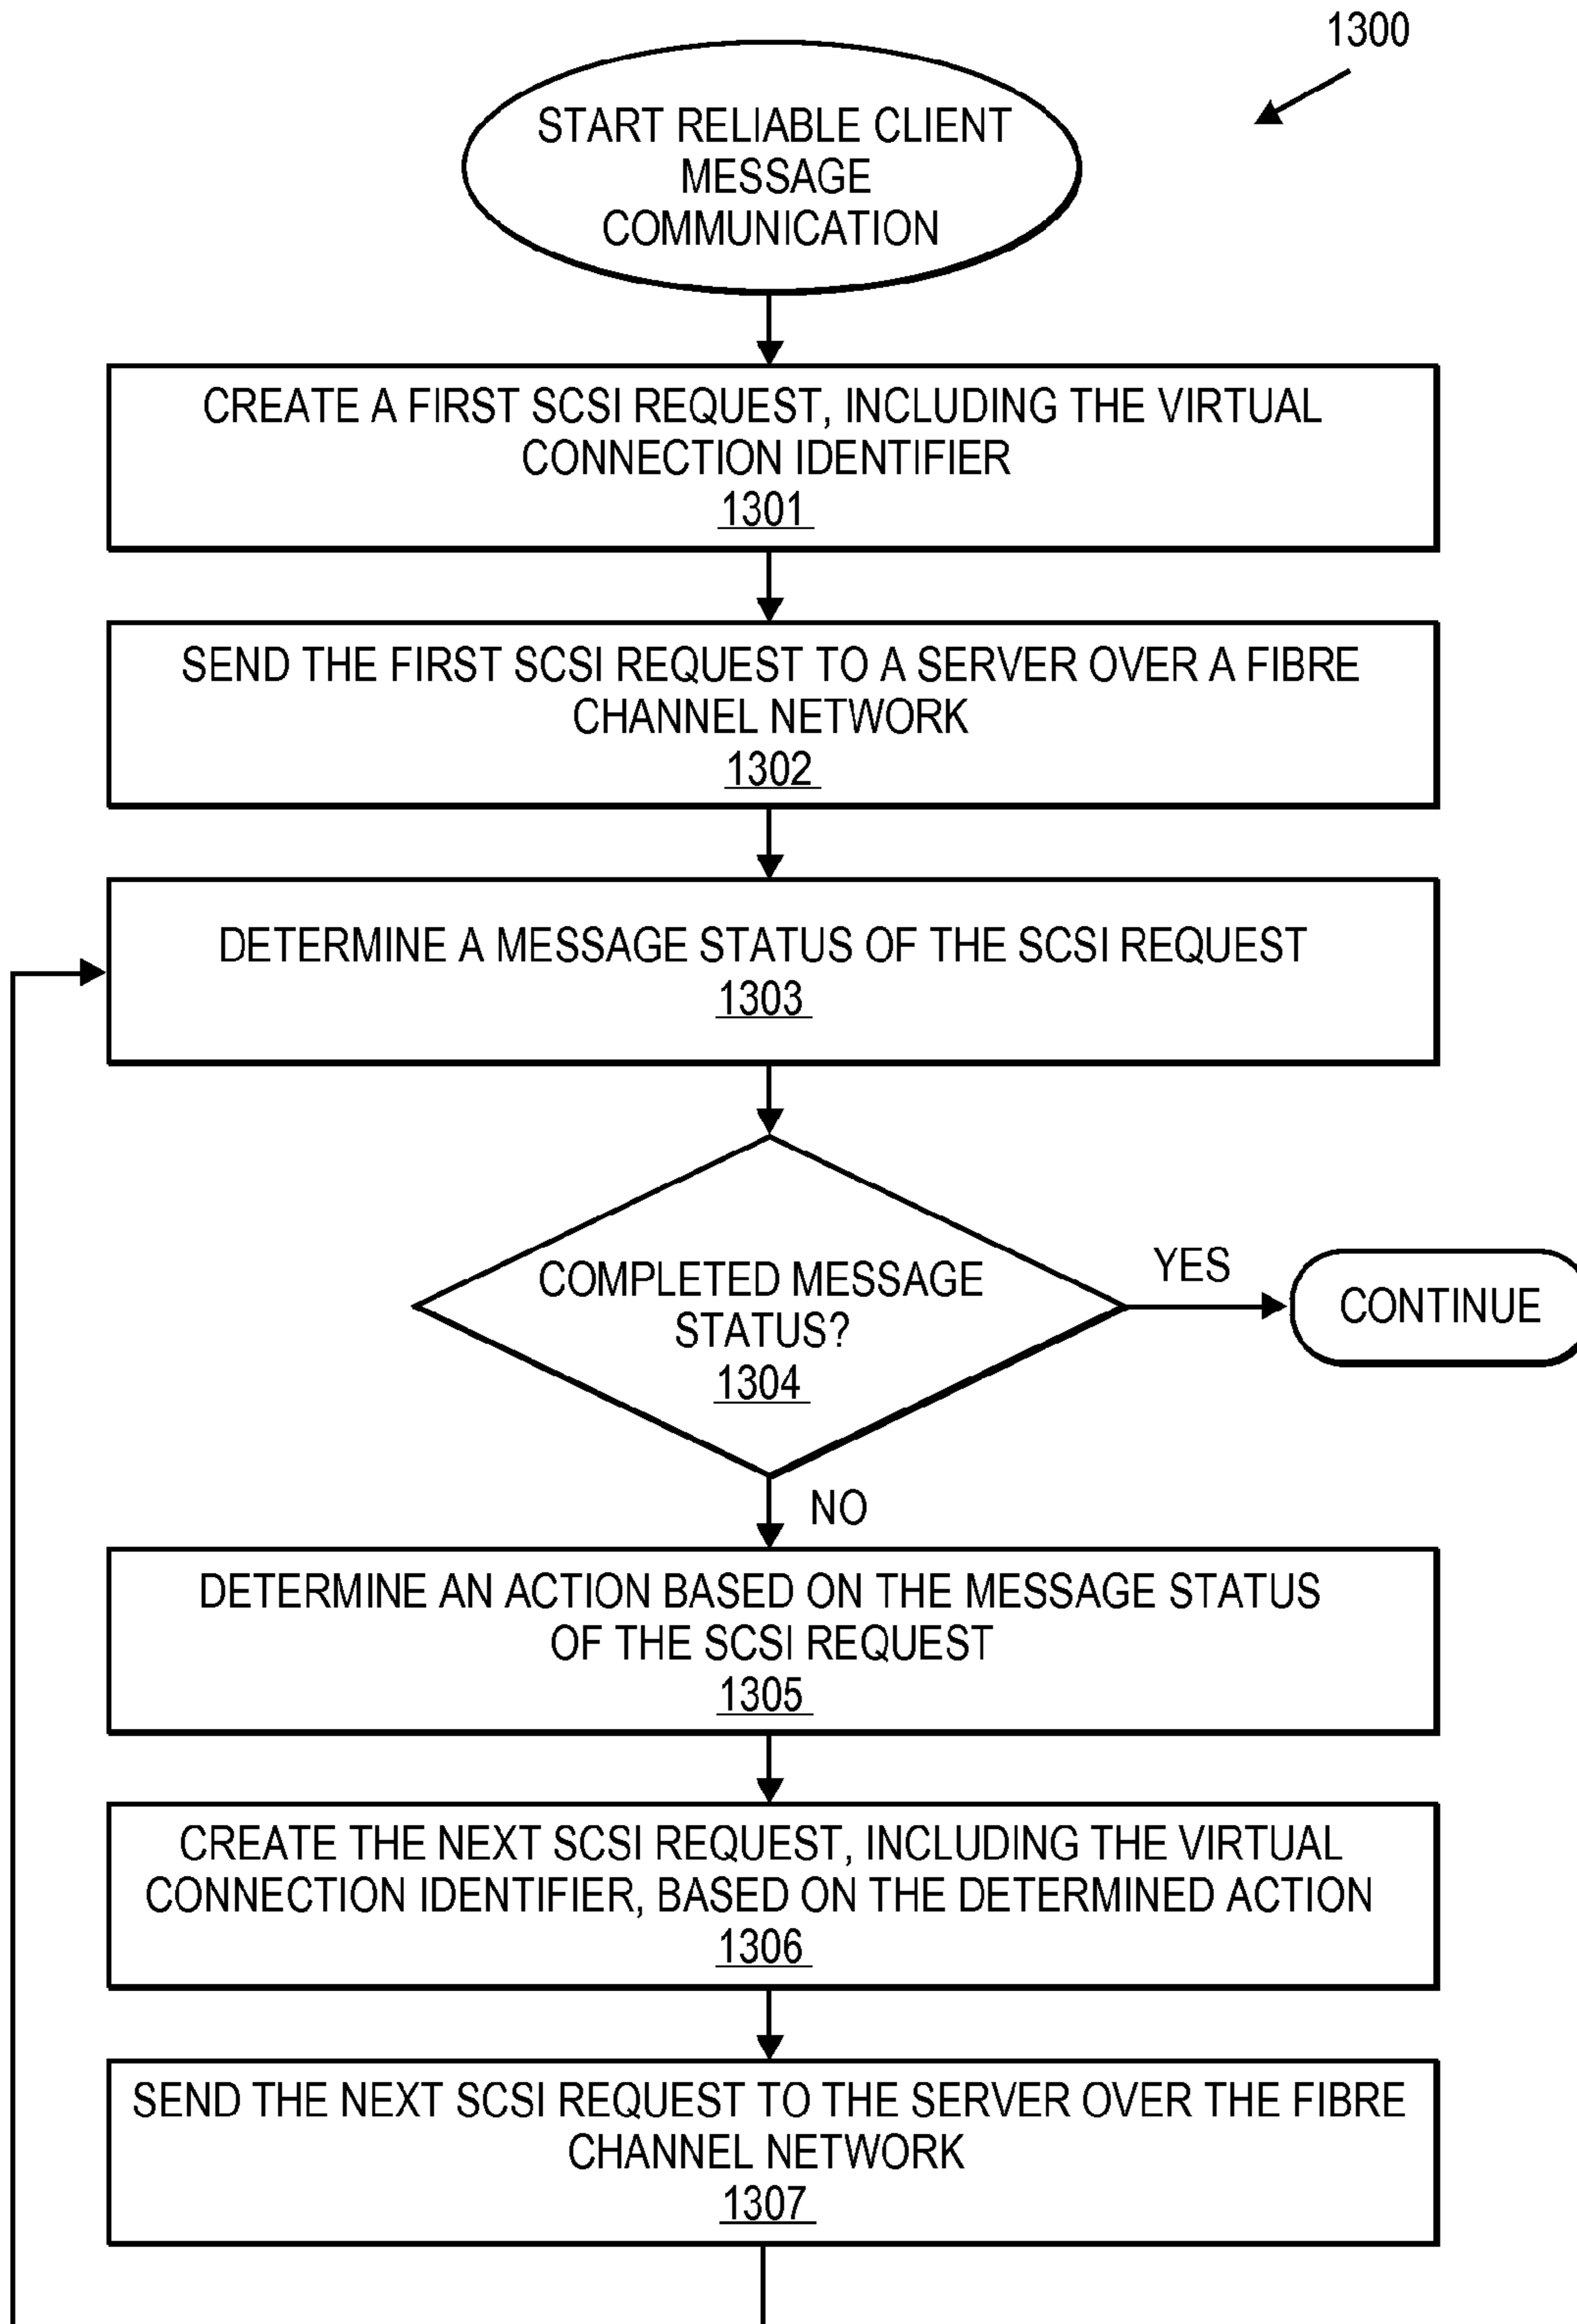 1300
START RELIABLE CLIENT
MESSAGE
COMMUNICATION
CREATE A FIRST SCSI REQUEST, INCLUDING THE VIRTUAL
CONNECTION IDENTIFIER
1301
SEND THE FIRST SCSI REQUEST TO A SERVER OVER A FIBRE
CHANNEL NETWORK
1302
DETERMINE A MESSAGE STATUS OF THE SCSI REQUEST
1303
COMPLETED MESSAGE
STATUS?
1304
YES
CONTINUE
NO
DETERMINE AN ACTION BASED ON THE MESSAGE STATUS
OF THE SCSI REQUEST
1305
CREATE THE NEXT SCSI REQUEST, INCLUDING THE VIRTUAL
CONNECTION IDENTIFIER, BASED ON THE DETERMINED ACTION
1306
SEND THE NEXT SCSI REQUEST TO THE SERVER OVER THE FIBRE
CHANNEL NETWORK
1307